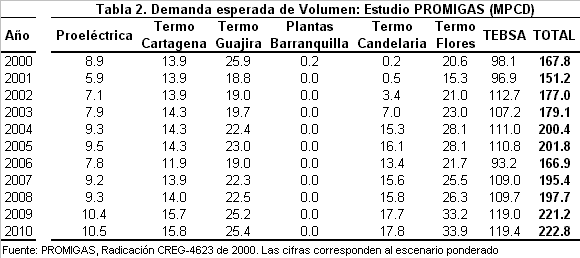 Tabla 2. Demanda esperada de Volumen: Estudio PROMIGAS (MPCD)
Año Proeléctrica Termo Cartagena Termo Guajira Plantas Barranquilla Termo Candelaria Termo Flores TEBSA TOTAL
2000 8.9 13.9 25.9 0.2 0.2 20.6 98.1 167.8
2001 5.9 13.9 18.8 0.0 0.5 15.3 96.9 151.2
2002 7.1 13.9 19.0 0.0 3.4 21.0 112.7 177.0
2003 7.9 14.3 19.7 0.0 7.0 23.0 107.2 179.1
2004 9.3 14.3 22.4 0.0 15.3 28.1 111.0 200.4
2005 9.5 14.3 23.0 0.0 16.1 28.1 110.8 201.8
2006 7.8 11.9 19.0 0.0 13.4 21.7 93.2 166.9
2007 9.2 13.9 22.3 0.0 15.6 25.5 109.0 195.4
2008 9.3 14.0 22.5 0.0 15.8 26.3 109.7 197.7
2009 10.4 15.7 25.2 0.0 17.7 33.2 119.0 221.2
2010 10.5 15.8 25.4 0.0 17.8 33.9 119.4 222.8
Fuente: PROMIGAS, Radicación CREG-4623 de 2000. Las cifras corresponden al escenario ponderado